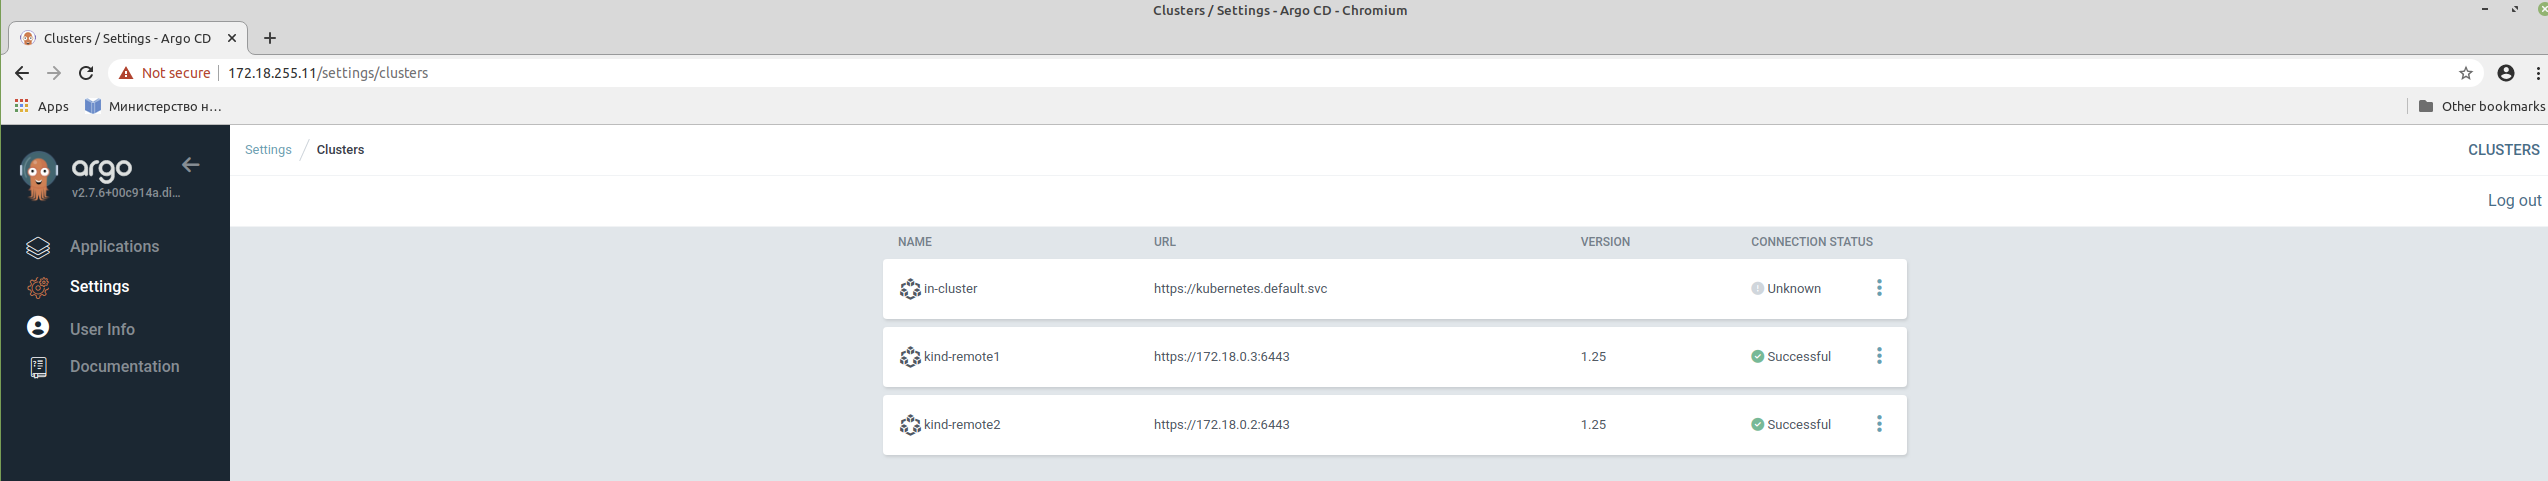 Clusters / Settings - Argo CD - Chromium
Clusters / Settings - Argo CD
Not secure 172.18.255.11/settings/clusters
Apps Министерство н... Other bookmarks
argo
v2.7.6+00c914a.di...
Settings / Clusters CLUSTERS
Log out
Applications
Settings
User Info
Documentation
NAME URL VERSION CONNECTION STATUS
in-cluster https://kubernetes.default.svc Unknown
kind-remote1 https://172.18.0.3:6443 1.25 Successful
kind-remote2 https://172.18.0.2:6443 1.25 Successful